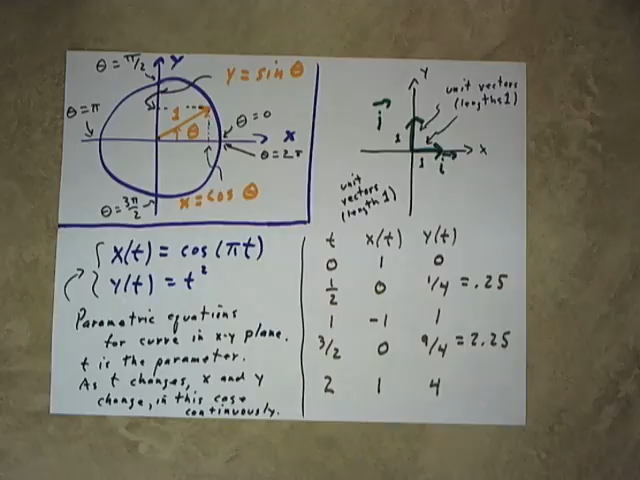 θ = π/2
Y
y = sin θ
θ = π
1
θ
θ = 0
X
θ = 2π
x = cos θ
θ = 3π/2
Y
unit vectors
(length 1)
j
1
1
i
X
unit
vectors
(length 1)
X(t) = cos(πt)
Y(t) = t²
Parametric equations
for curve in x-y plane.
t is the parameter.
As t changes, x and y
change, in this case
continuously.
t X(t) Y(t)
0 1 0
1/2 0 1/4 = .25
1 -1 1
3/2 0 9/4 = 2.25
2 1 4